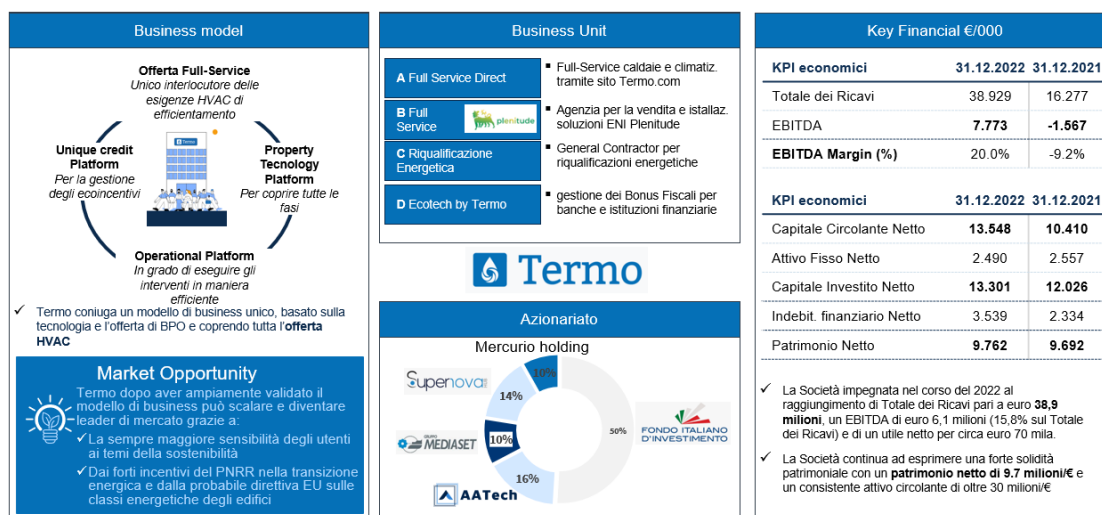 Business model
Offerta Full-Service
Unico interlocutore delle
esigenze HVAC di
efficientamento
Termo
Unique credit
Platform
Per la gestione
degli ecoincentivi
Property
Tecnology
Platform
Per coprire tutte le
fasi
Operational Platform
In grado di eseguire gli
interventi in maniera
efficiente
✓ Termo coniuga un modello di business unico, basato sulla
tecnologia e l'offerta di BPO e coprendo tutta l'offerta
HVAC
Market Opportunity
Termo dopo aver ampiamente validato il
modello di business può scalare e diventare
leader di mercato grazie a:
✓ La sempre maggiore sensibilità degli utenti
ai temi della sostenibilità
✓ Dai forti incentivi del PNRR nella transizione
energica e dalla probabile direttiva EU sulle
classi energetiche degli edifici
Business Unit
A Full Service Direct
▪ Full-Service caldaie e climatiz.
tramite sito Termo.com
B Full
Service
plenitude
▪ Agenzia per la vendita e istallaz.
soluzioni ENI Plenitude
C Riqualificazione
Energetica
▪ General Contractor per
riqualificazioni energetiche
D Ecotech by Termo
▪ gestione dei Bonus Fiscali per
banche e istituzioni finanziarie
Termo
Azionariato
Mercurio holding
10%
Supenova
14%
GRUPPO
MEDIASET
10%
AATech
16%
50%
FONDO ITALIANO
D'INVESTIMENTO
Key Financial €/000
KPI economici 31.12.2022 31.12.2021
Totale dei Ricavi 38.929 16.277
EBITDA 7.773 -1.567
EBITDA Margin (%) 20.0% -9.2%
KPI economici 31.12.2022 31.12.2021
Capitale Circolante Netto 13.548 10.410
Attivo Fisso Netto 2.490 2.557
Capitale Investito Netto 13.301 12.026
Indebit. finanziario Netto 3.539 2.334
Patrimonio Netto 9.762 9.692
✓ La Società impegnata nel corso del 2022 al
raggiungimento di Totale dei Ricavi pari a euro 38,9
milioni, un EBITDA di euro 6,1 milioni (15,8% sul Totale
dei Ricavi) e di un utile netto per circa euro 70 mila.
✓ La Società continua ad esprimere una forte solidità
patrimoniale con un patrimonio netto di 9.7 milioni/€ e
un consistente attivo circolante di oltre 30 milioni/€